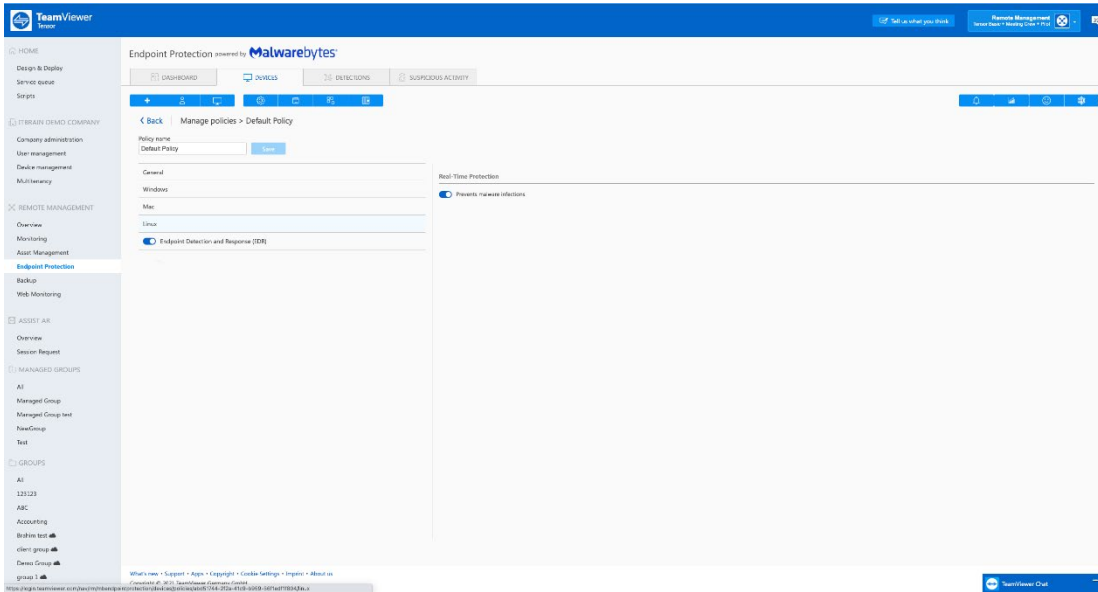 TeamViewer
Tensor
Tell us what you think
Remote Management
HOME
Design & Deploy
Service queue
Scripts
ITBRAIN DEMO COMPANY
Company administration
User management
Device management
Multitenancy
REMOTE MANAGEMENT
Overview
Monitoring
Asset Management
Endpoint Protection
Backup
Web Monitoring
ASSIST AR
Overview
Session Request
MANAGED GROUPS
All
Managed Group
Managed Group test
NewGroup
Test
GROUPS
All
123123
ABC
Accounting
Brahim test
client group
Demo Group
group 1
Endpoint Protection powered by Malwarebytes
DASHBOARD
DEVICES
DETECTIONS
SUSPICIOUS ACTIVITY
Back
Manage policies > Default Policy
Policy name
Default Policy
Save
General
Windows
Mac
Linux
Endpoint Detection and Response (EDR)
Real-Time Protection
Prevents malware infections
What's new • Support • Apps • Copyright • Cookie Settings • Imprint • About us
Copyright © 2021 TeamViewer Germany GmbH
TeamViewer Chat